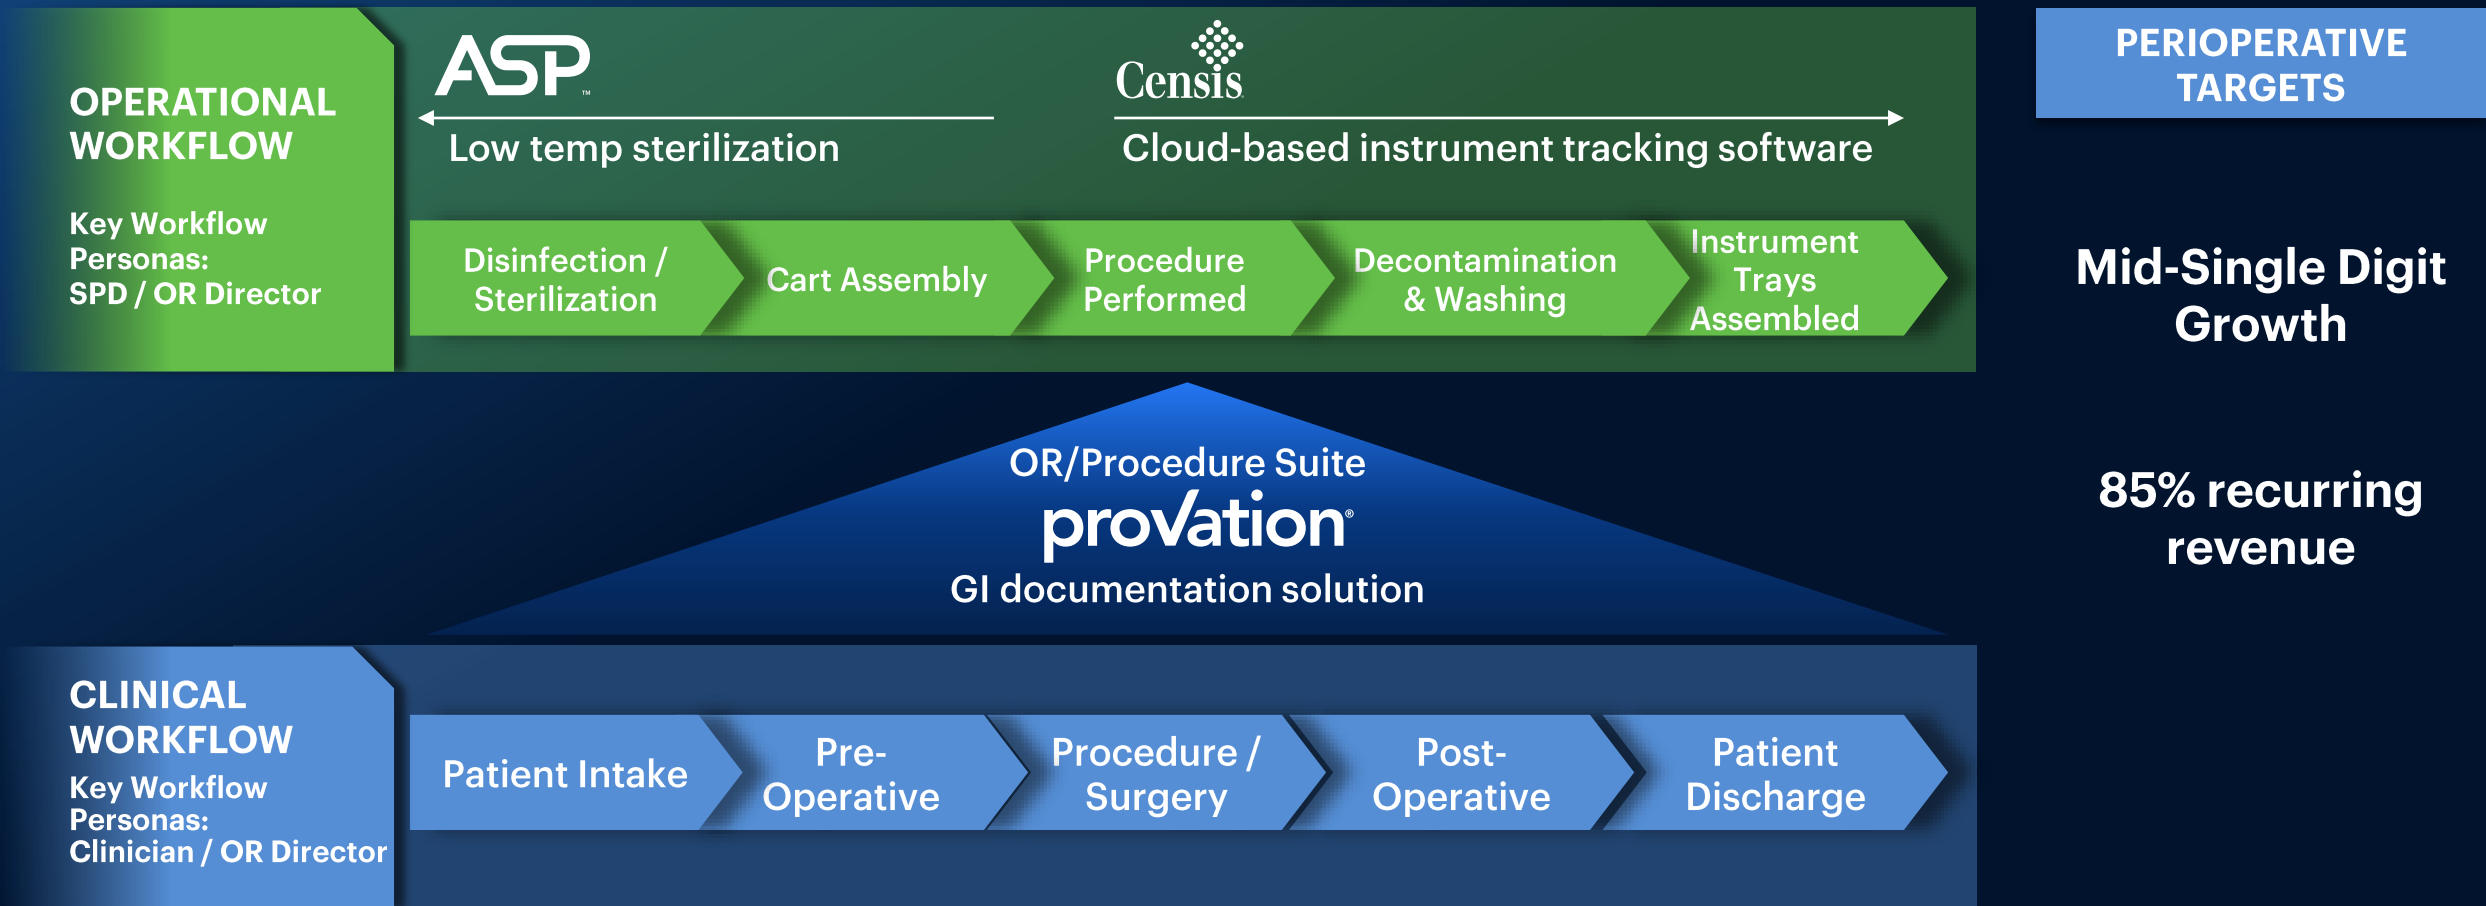 OPERATIONAL
WORKFLOW
Key Workflow
Personas:
SPD / OR Director
ASP™
Low temp sterilization
Censis
Cloud-based instrument tracking software
Disinfection /
Sterilization
Cart Assembly
Procedure
Performed
Decontamination
& Washing
Instrument
Trays
Assembled
PERIOPERATIVE
TARGETS
Mid-Single Digit
Growth
85% recurring
revenue
OR/Procedure Suite
provation®
GI documentation solution
CLINICAL
WORKFLOW
Key Workflow
Personas:
Clinician / OR Director
Patient Intake
Pre-
Operative
Procedure /
Surgery
Post-
Operative
Patient
Discharge